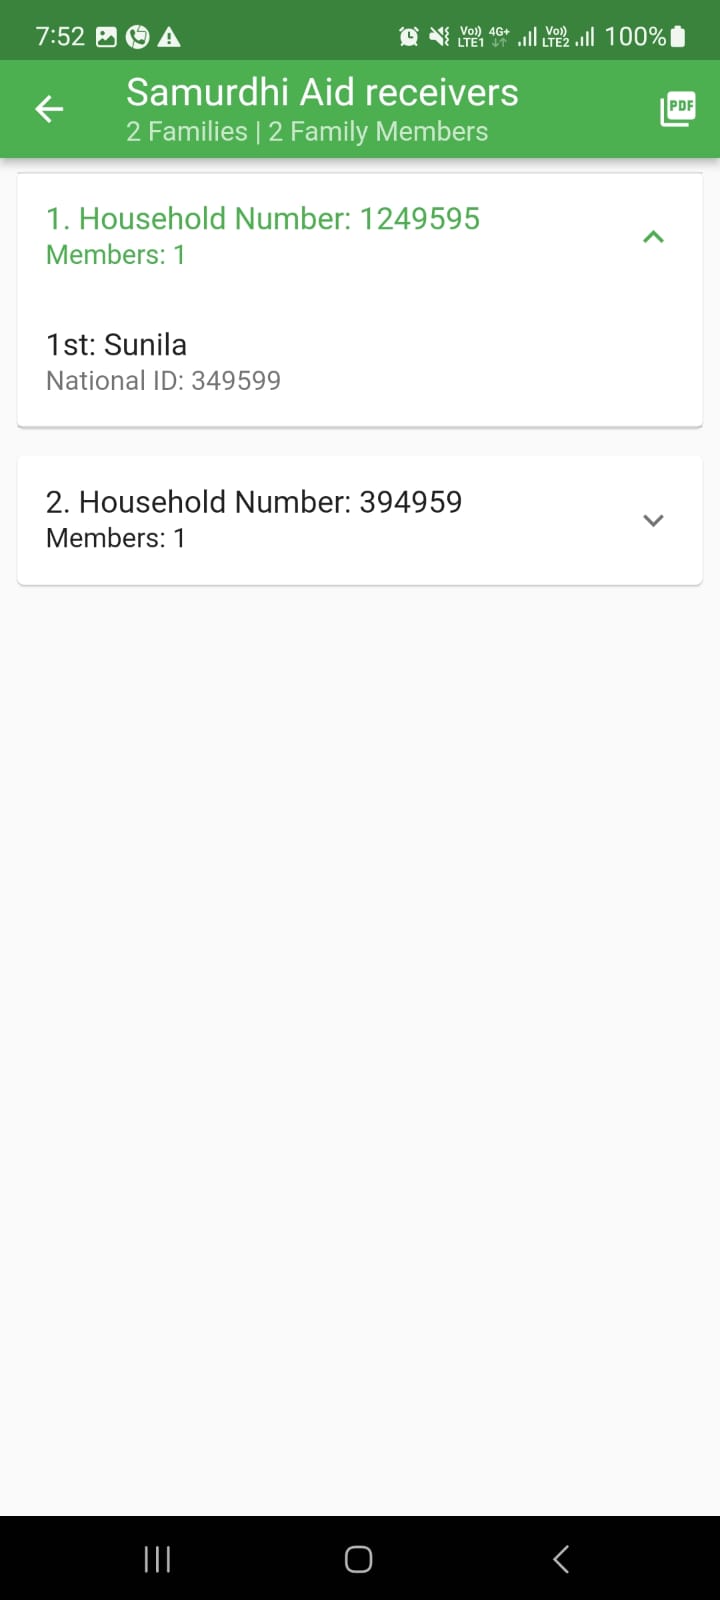 7:52 Vo)) LTE1 4G+ Vo)) LTE2 100%
Samurdhi Aid receivers
2 Families | 2 Family Members
PDF
1. Household Number: 1249595
Members: 1
1st: Sunila
National ID: 349599
2. Household Number: 394959
Members: 1